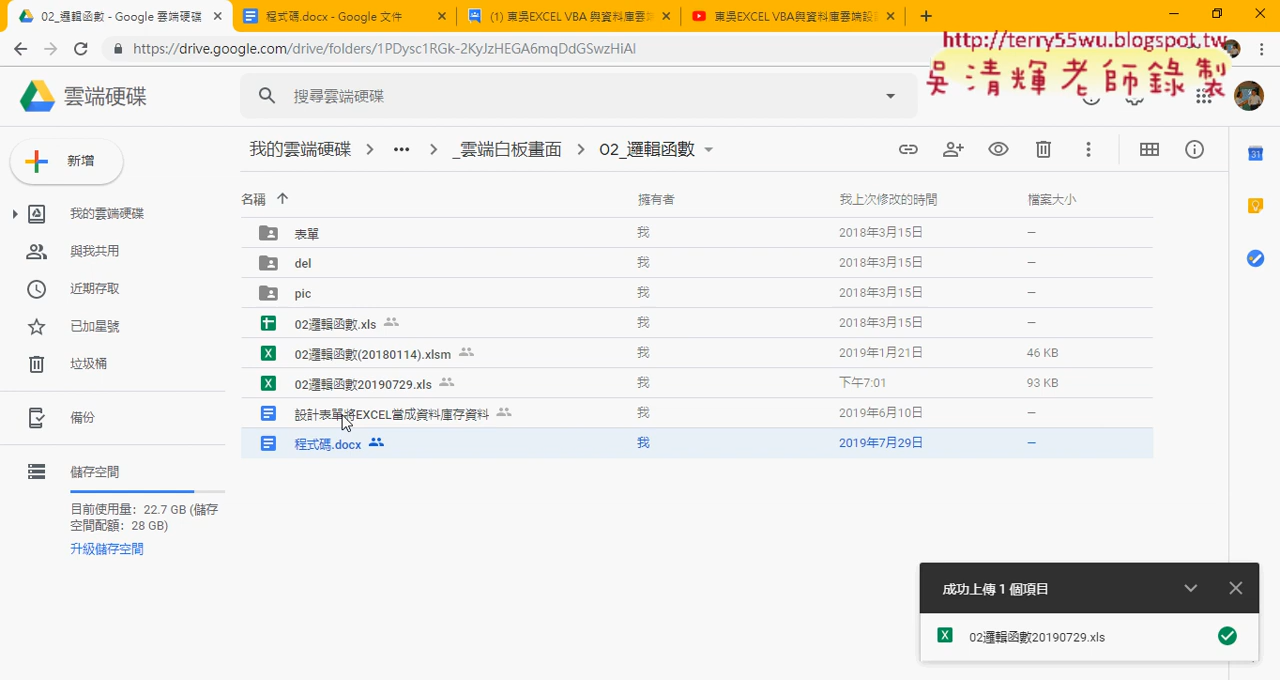 02_邏輯函數 - Google 雲端硬碟
程式碼.docx - Google 文件
(1) 東吳EXCEL VBA 與資料庫雲端
東吳EXCEL VBA與資料庫雲端設
https://drive.google.com/drive/folders/1PDysc1RGk-2KyJzHEGA6mqDdGSwzHiAI
http://terry55wu.blogspot.tw
吳清輝老師錄製
雲端硬碟
搜尋雲端硬碟
新增
我的雲端硬碟
與我共用
近期存取
已加星號
垃圾桶
備份
儲存空間
目前使用量: 22.7 GB (儲存
空間配額: 28 GB)
升級儲存空間
我的雲端硬碟 > ••• > _雲端白板畫面 > 02_邏輯函數
名稱 擁有者 我上次修改的時間 檔案大小
表單 我 2018年3月15日 –
del 我 2018年3月15日 –
pic 我 2018年3月15日 –
02邏輯函數.xls 我 2018年3月15日 –
02邏輯函數(20180114).xlsm 我 2019年1月21日 46 KB
02邏輯函數20190729.xls 我 下午7:01 93 KB
設計表單將EXCEL當成資料庫存資料 我 2019年6月10日 –
程式碼.docx 我 2019年7月29日 –
31
成功上傳 1 個項目
02邏輯函數20190729.xls